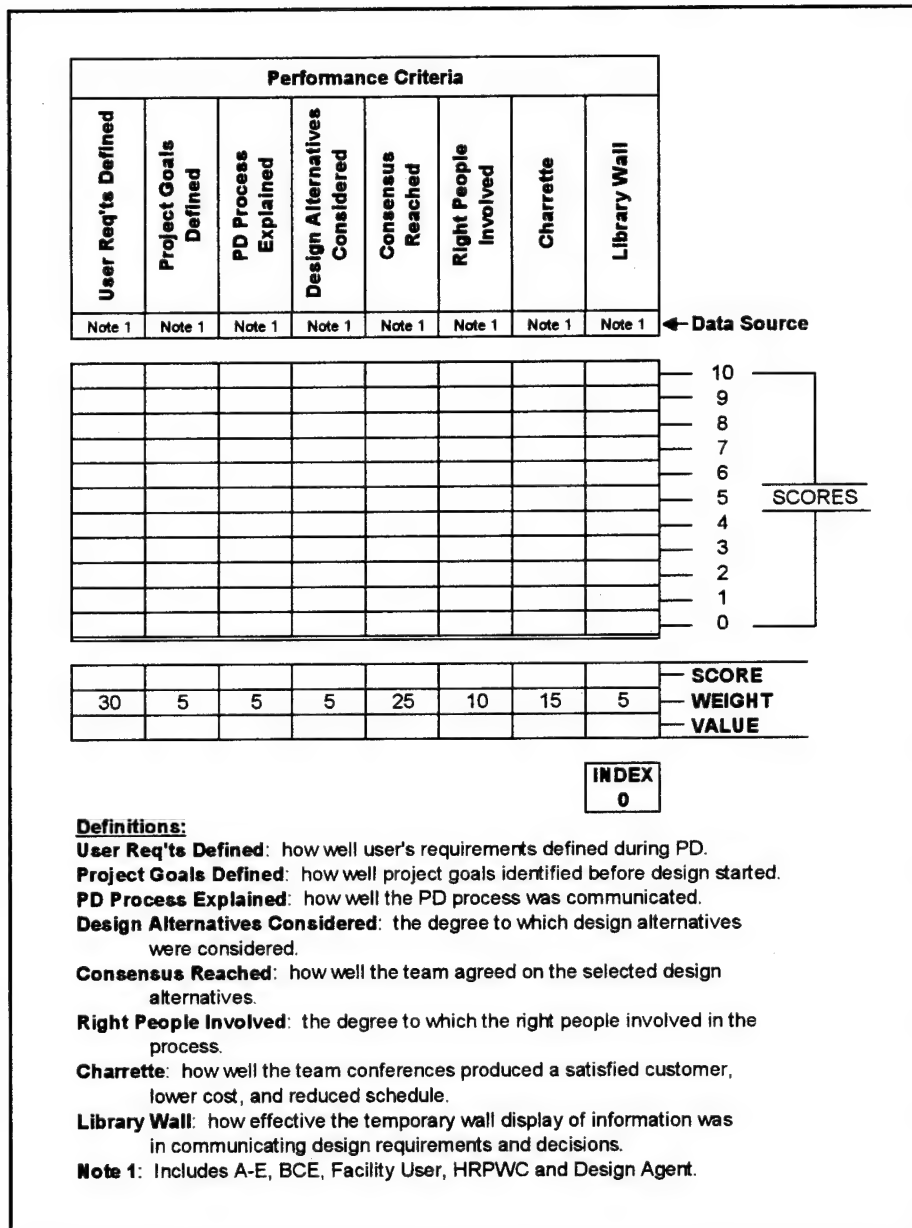 Performance Criteria
User Req'ts Defined
Project Goals
Defined
PD Process
Explained
Design Alternatives
Considered
Consensus
Reached
Right People
Involved
Charrette
Library Wall
Note 1 Note 1 Note 1 Note 1 Note 1 Note 1 Note 1 Note 1 Data Source
10
9
8
7
6
5 SCORES
4
3
2
1
0
SCORE
30 5 5 5 25 10 15 5 WEIGHT
VALUE
INDEX
0
Definitions:
User Req'ts Defined: how well user's requirements defined during PD.
Project Goals Defined: how well project goals identified before design started.
PD Process Explained: how well the PD process was communicated.
Design Alternatives Considered: the degree to which design alternatives
were considered.
Consensus Reached: how well the team agreed on the selected design
alternatives.
Right People Involved: the degree to which the right people involved in the
process.
Charrette: how well the team conferences produced a satisfied customer,
lower cost, and reduced schedule.
Library Wall: how effective the temporary wall display of information was
in communicating design requirements and decisions.
Note 1: Includes A-E, BCE, Facility User, HRPWC and Design Agent.